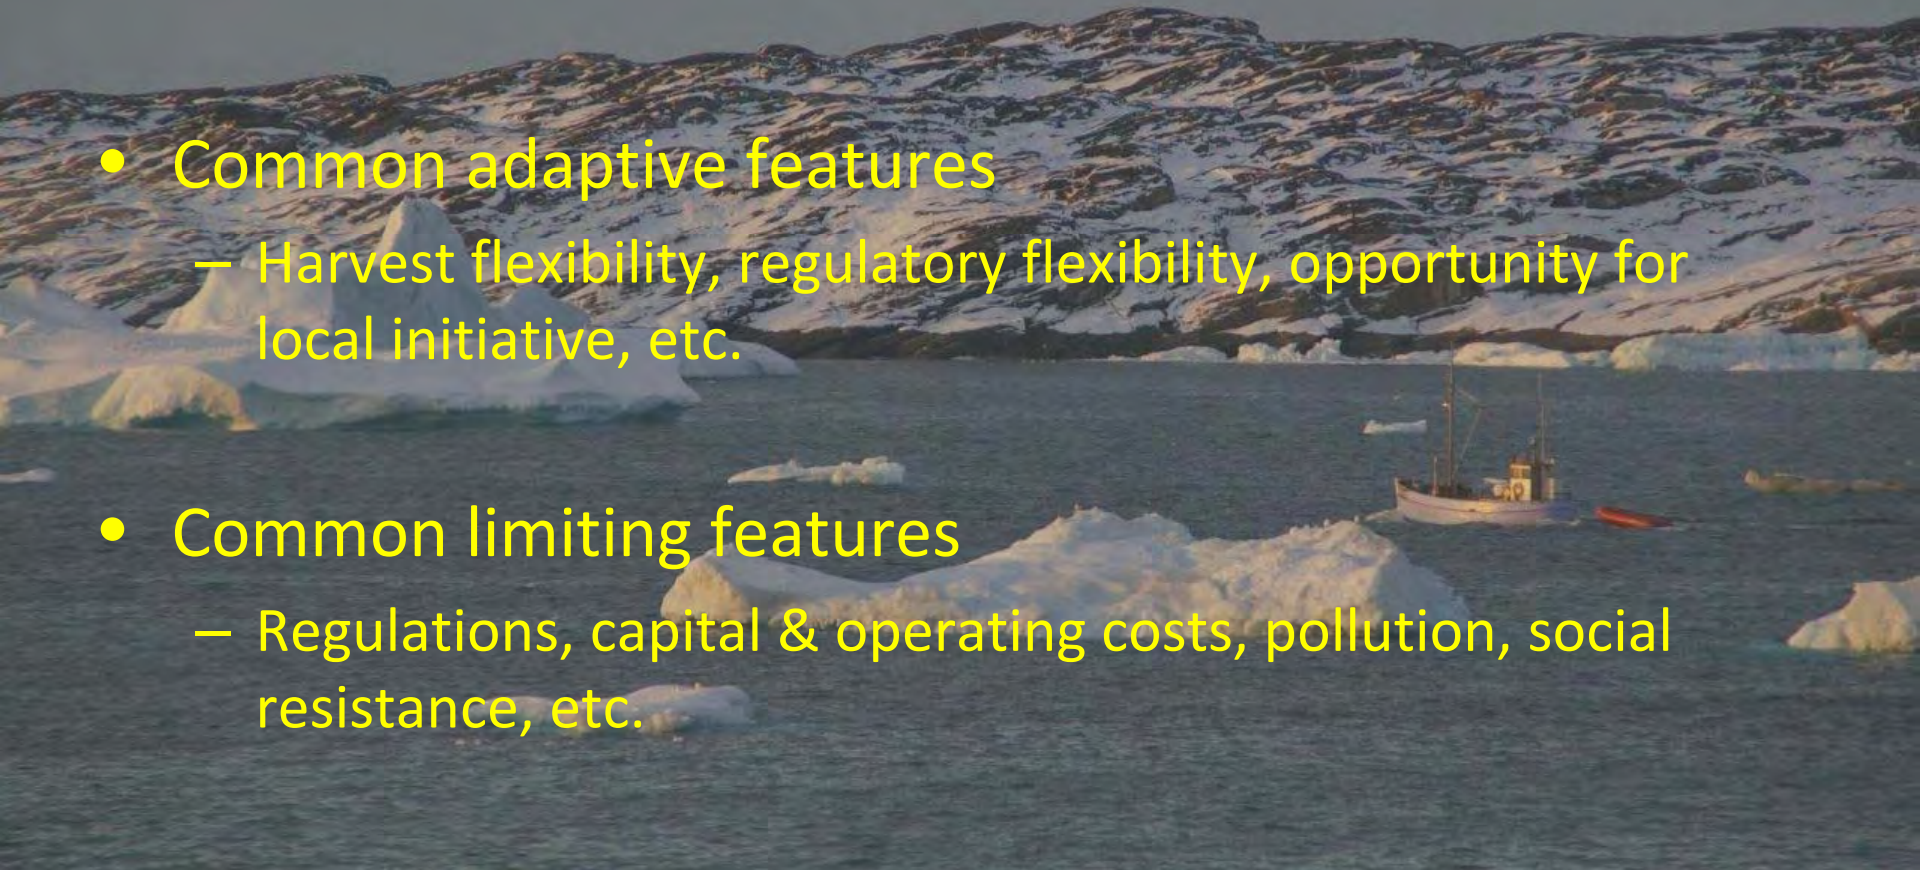 • Common adaptive features
– Harvest flexibility, regulatory flexibility, opportunity for
local initiative, etc.
• Common limiting features
– Regulations, capital & operating costs, pollution, social
resistance, etc.